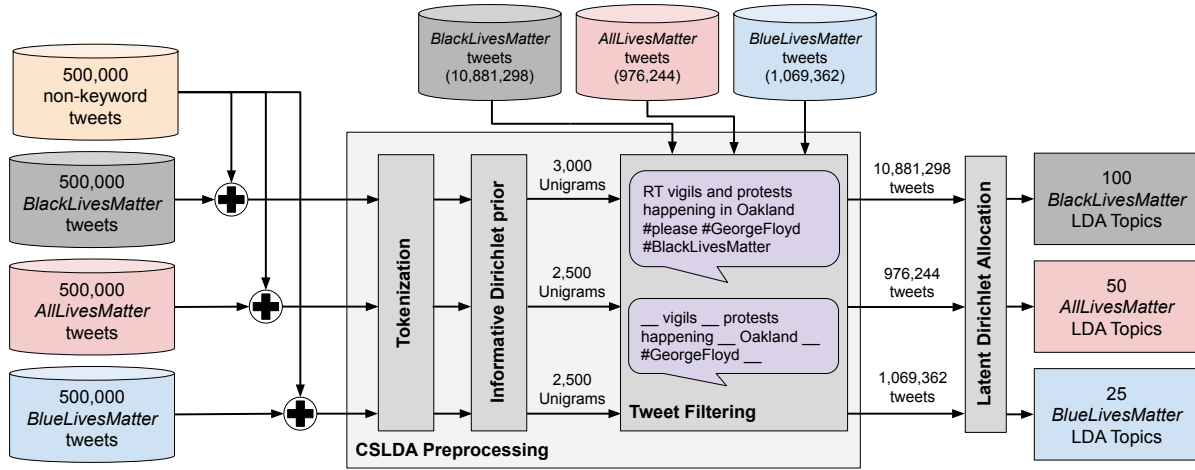 500,000
non-keyword
tweets
500,000
BlackLivesMatter
tweets
500,000
AllLivesMatter
tweets
500,000
BlueLivesMatter
tweets
BlackLivesMatter
tweets
(10,881,298)
AllLivesMatter
tweets
(976,244)
BlueLivesMatter
tweets
(1,069,362)
Tokenization
Informative Dirichlet prior
3,000
Unigrams
2,500
Unigrams
2,500
Unigrams
RT vigils and protests
happening in Oakland
#please #GeorgeFloyd
#BlackLivesMatter
__ vigils __ protests
happening __ Oakland __
#GeorgeFloyd __
Tweet Filtering
CSLDA Preprocessing
10,881,298
tweets
976,244
tweets
1,069,362
tweets
Latent Dirichlet Allocation
100
BlackLivesMatter
LDA Topics
50
AllLivesMatter
LDA Topics
25
BlueLivesMatter
LDA Topics